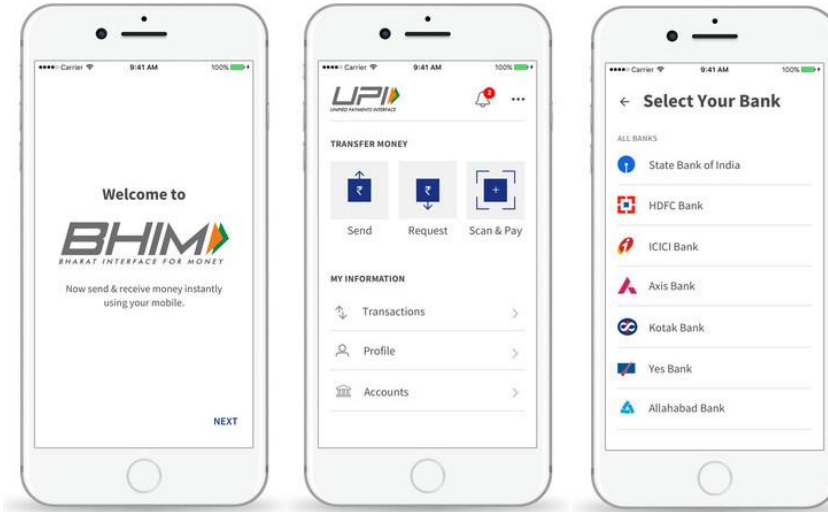 Carrier 9:41 AM 100%
Welcome to
BHIM
BHARAT INTERFACE FOR MONEY
Now send & receive money instantly
using your mobile.
NEXT
Carrier 9:41 AM 100%
UPI
UNIFIED PAYMENTS INTERFACE
2
TRANSFER MONEY
₹ ₹
Send Request Scan & Pay
MY INFORMATION
Transactions
Profile
Accounts
Carrier 9:41 AM 100%
Select Your Bank
ALL BANKS
State Bank of India
HDFC Bank
ICICI Bank
Axis Bank
Kotak Bank
Yes Bank
Allahabad Bank